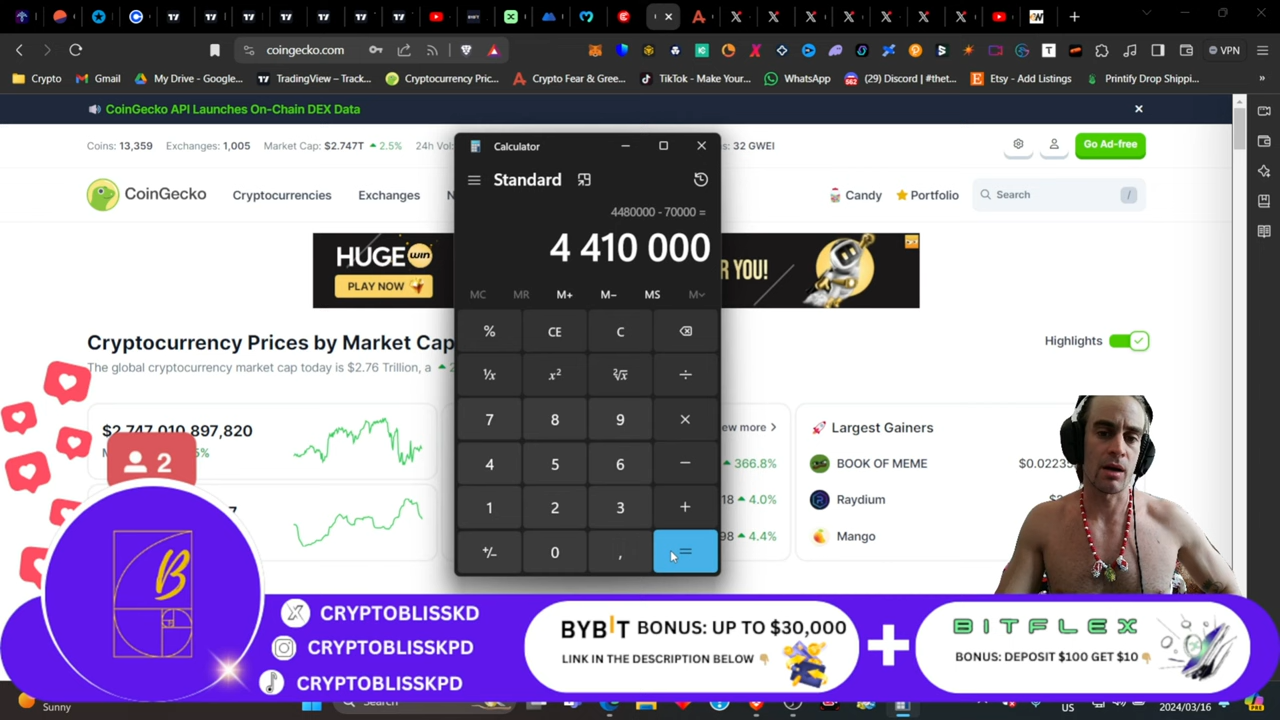 coingecko.com
VPN
Crypto
Gmail
My Drive - Google...
TradingView – Track...
Cryptocurrency Pric...
Crypto Fear & Gree...
TikTok - Make Your...
WhatsApp
(29) Discord | #thet...
Etsy - Add Listings
Printify Drop Shippi...
CoinGecko API Launches On-Chain DEX Data
Coins: 13,359
Exchanges: 1,005
Market Cap: $2.747T 2.5%
24h Vol:
32 GWEI
Go Ad-free
CoinGecko
Cryptocurrencies
Exchanges
N
Candy
Portfolio
Search
/
HUGE win
PLAY NOW
R YOU!
Calculator
Standard
4480000 - 70000 =
4 410 000
MC MR M+ M− MS M˅
% CE C
¹/x x² ²√x ÷
7 8 9 ×
4 5 6 −
1 2 3 +
+/− 0 , =
Cryptocurrency Prices by Market Cap
The global cryptocurrency market cap today is $2.76 Trillion, a
Highlights
$2,747,010,897,820
M
5%
7
ew more >
366.8%
18 4.0%
98 4.4%
Largest Gainers
BOOK OF MEME
$0.02235
Raydium
Mango
2
B
CRYPTOBLISSKD
CRYPTOBLISSKPD
CRYPTOBLISSKPD
BYBIT BONUS: UP TO $30,000
LINK IN THE DESCRIPTION BELOW
+
BITFLEX
BONUS: DEPOSIT $100 GET $10
Sunny
Search
US
2024/03/16